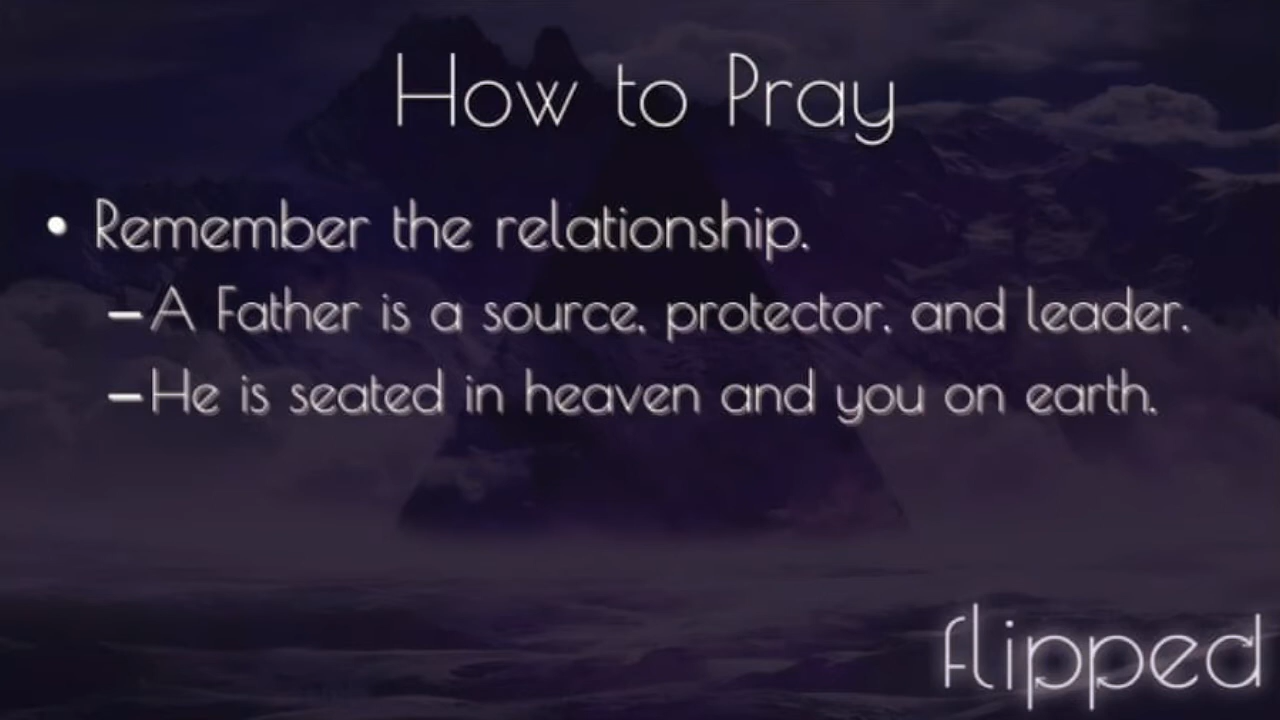 How to Pray
• Remember the relationship.
–A Father is a source, protector, and leader.
–He is seated in heaven and you on earth.
flipped